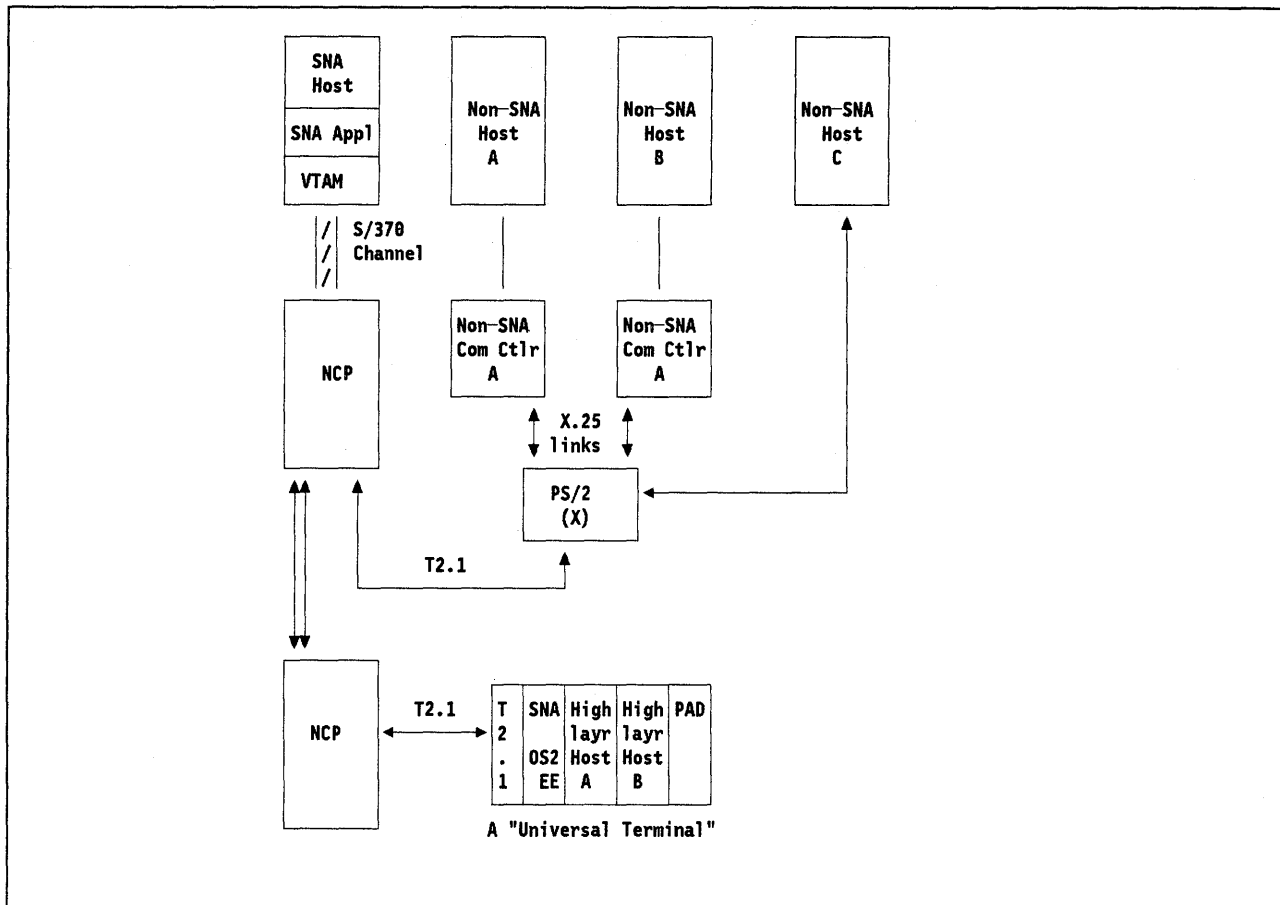 SNA
Host
SNA Appl
VTAM
Non-SNA
Host
A
Non-SNA
Host
B
Non-SNA
Host
C
/ S/370
/ Channel
/
NCP
Non-SNA
Com Ctlr
A
Non-SNA
Com Ctlr
A
X.25
links
PS/2
(X)
T2.1
NCP
T2.1
T
2
.
1
SNA
OS2
EE
High
layr
Host
A
High
layr
Host
B
PAD
A "Universal Terminal"